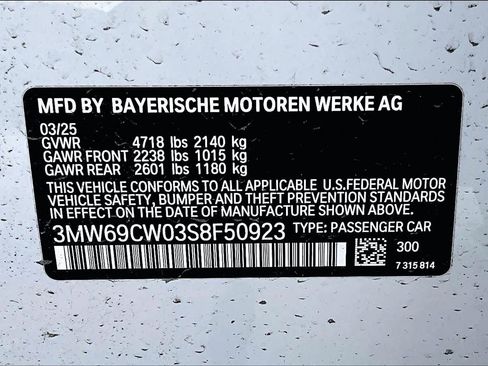 MFD BY BAYERISCHE MOTOREN WERKE AG
03/25
GVWR 4718 lbs 2140 kg
GAWR FRONT 2238 lbs 1015 kg
GAWR REAR 2601 lbs 1180 kg
THIS VEHICLE CONFORMS TO ALL APPLICABLE U.S.FEDERAL MOTOR
VEHICLE SAFETY, BUMPER, AND THEFT PREVENTION STANDARDS IN
EFFECT ON THE DATE OF MANUFACTURE SHOWN ABOVE.
3MW69CW03S8F50923 TYPE: PASSENGER CAR
300
7 315 814